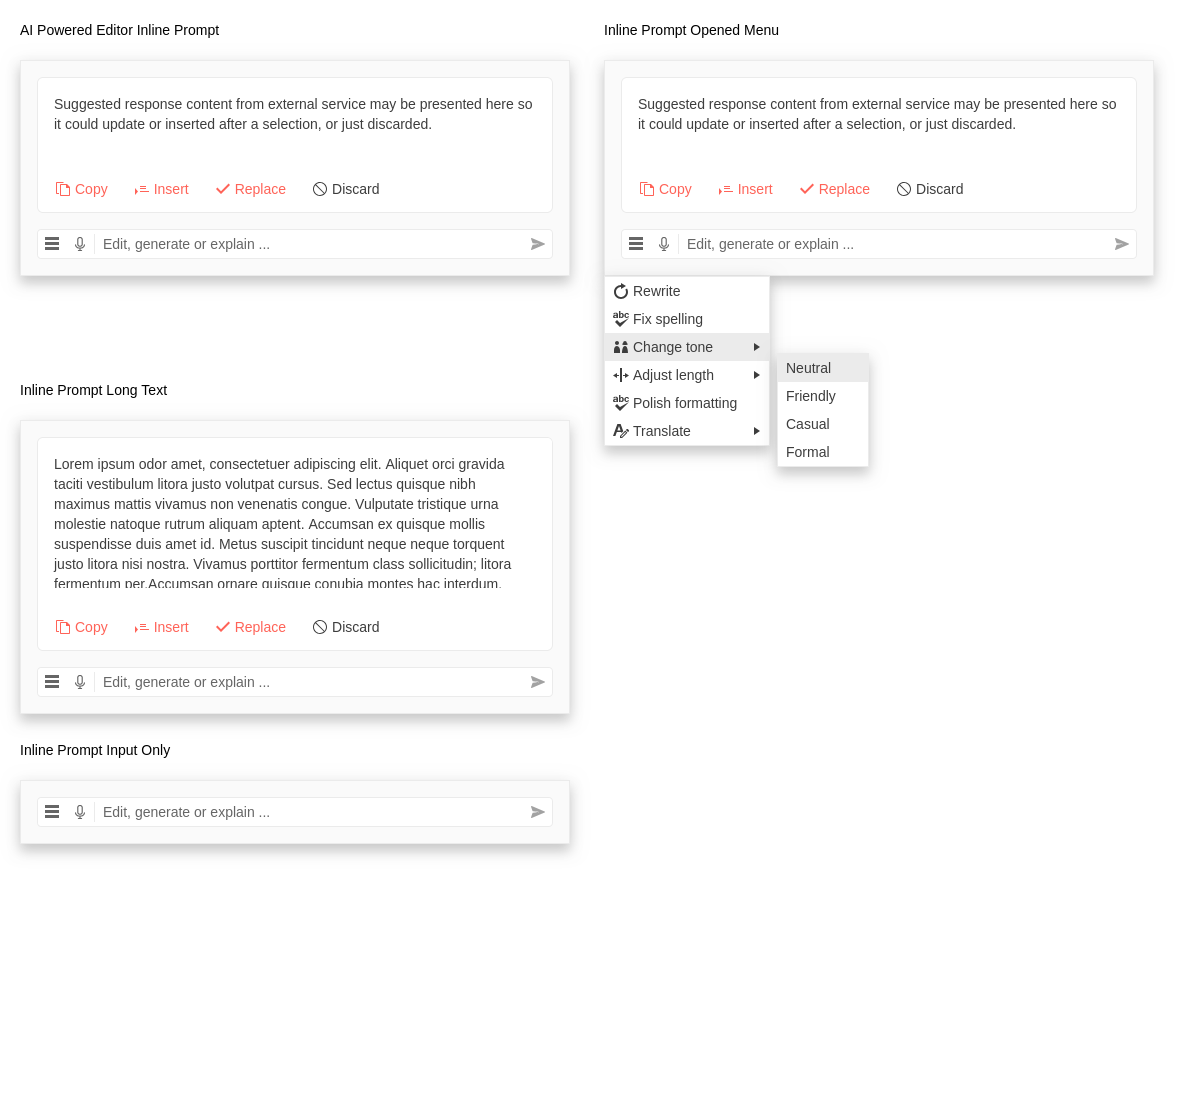 AI Powered Editor Inline Prompt
Suggested response content from external service may be presented here so
it could update or inserted after a selection, or just discarded.
Copy Insert Replace Discard
Edit, generate or explain ...
Inline Prompt Opened Menu
Suggested response content from external service may be presented here so
it could update or inserted after a selection, or just discarded.
Copy Insert Replace Discard
Edit, generate or explain ...
Rewrite
abc Fix spelling
Change tone
Adjust length
abc Polish formatting
Translate
Neutral
Friendly
Casual
Formal
Inline Prompt Long Text
Lorem ipsum odor amet, consectetuer adipiscing elit. Aliquet orci gravida
taciti vestibulum litora justo volutpat cursus. Sed lectus quisque nibh
maximus mattis vivamus non venenatis congue. Vulputate tristique urna
molestie natoque rutrum aliquam aptent. Accumsan ex quisque mollis
suspendisse duis amet id. Metus suscipit tincidunt neque neque torquent
justo litora nisi nostra. Vivamus porttitor fermentum class sollicitudin; litora
fermentum per.Accumsan ornare quisque conubia montes hac interdum.
Copy Insert Replace Discard
Edit, generate or explain ...
Inline Prompt Input Only
Edit, generate or explain ...